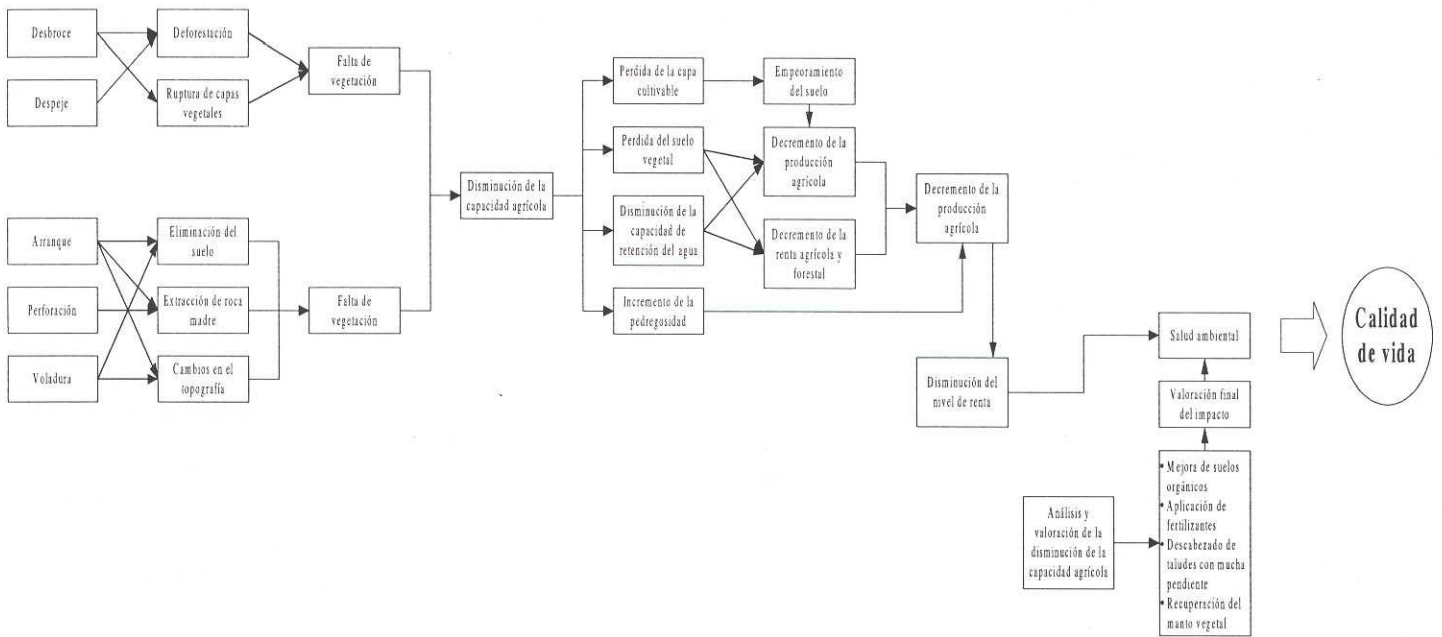 Desbroce
Despeje
Deforestación
Ruptura de capas
vegetales
Falta de
vegetación
Arranque
Perforación
Voladura
Eliminación del
suelo
Extracción de roca
madre
Cambios en el
topografía
Falta de
vegetación
Disminución de la
capacidad agrícola
Perdida de la capa
cultivable
Perdida del suelo
vegetal
Disminución de la
capacidad de
retención del agua
Incremento de la
pedregosidad
Empeoramiento
del suelo
Decremento de la
producción
agrícola
Decremento de la
renta agrícola y
forestal
Decremento de la
producción
agrícola
Disminución del
nivel de renta
Análisis y
valoración de la
disminución de la
capacidad agrícola
• Mejora de suelos
orgánicos
• Aplicación de
fertilizantes
• Descabezado de
taludes con mucha
pendiente
• Recuperación del
manto vegetal
Valoración final
del impacto
Salud ambiental
Calidad
de vida